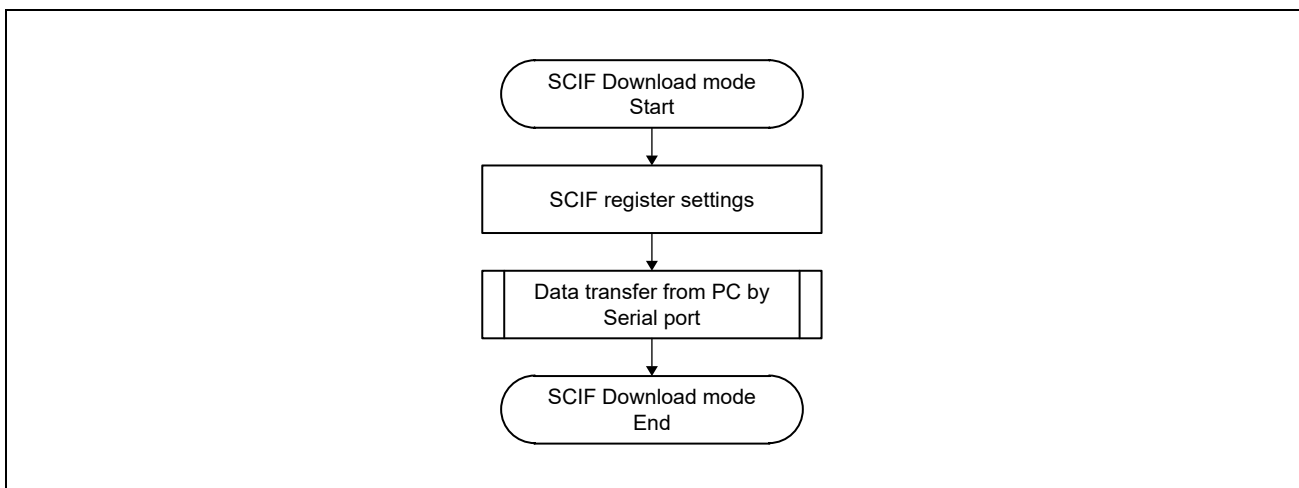 SCIF Download mode
Start
SCIF register settings
Data transfer from PC by
Serial port
SCIF Download mode
End